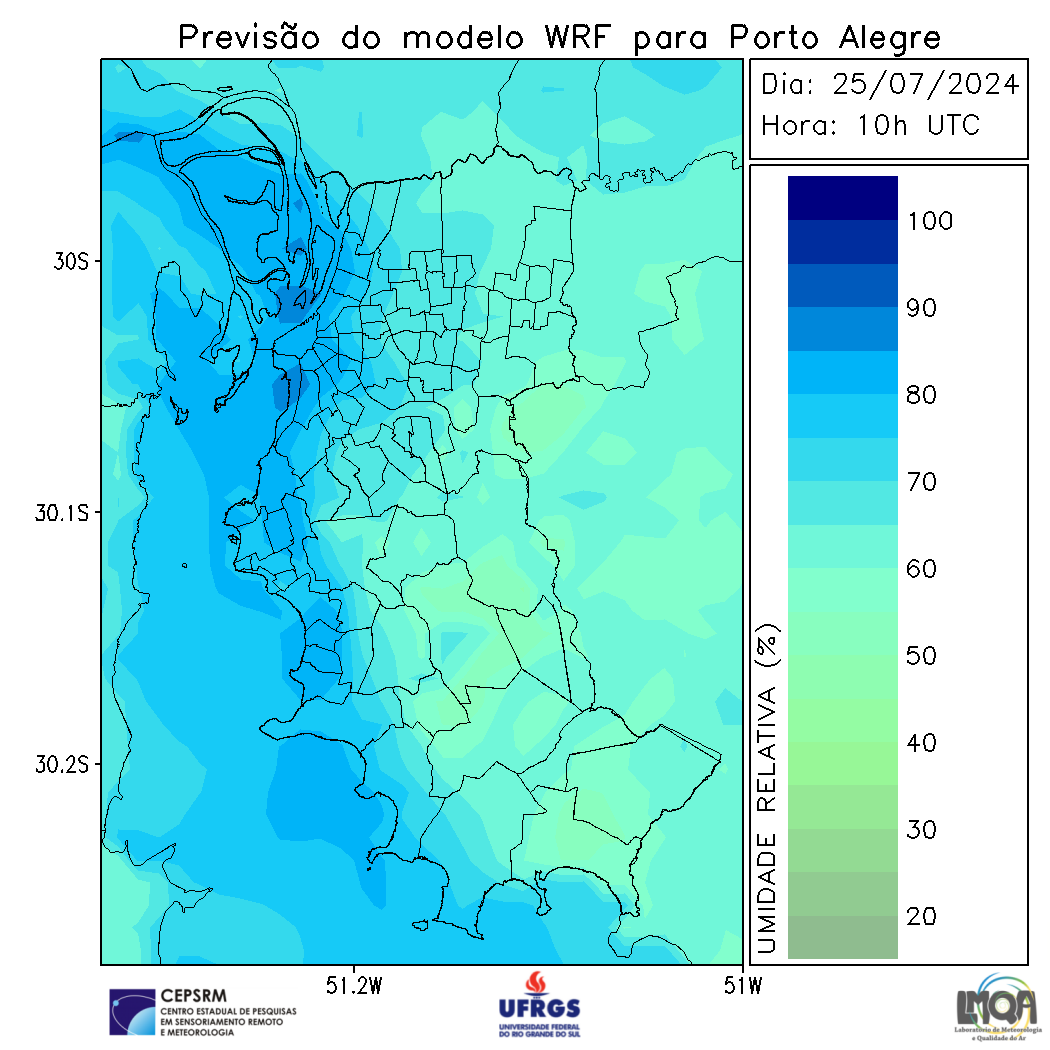 Previsão do modelo WRF para Porto Alegre
Dia: 25/07/2024
Hora: 10h UTC
100
90
80
70
60
50
40
30
20
UMIDADE RELATIVA (%)
30S
30.1S
30.2S
51.2W
51W
CEPSRM
CENTRO ESTADUAL DE PESQUISAS
EM SENSORIAMENTO REMOTO
E METEOROLOGIA
UFRGS
UNIVERSIDADE FEDERAL
DO RIO GRANDE DO SUL
LMQA
Laboratório de Meteorologia
e Qualidade do Ar